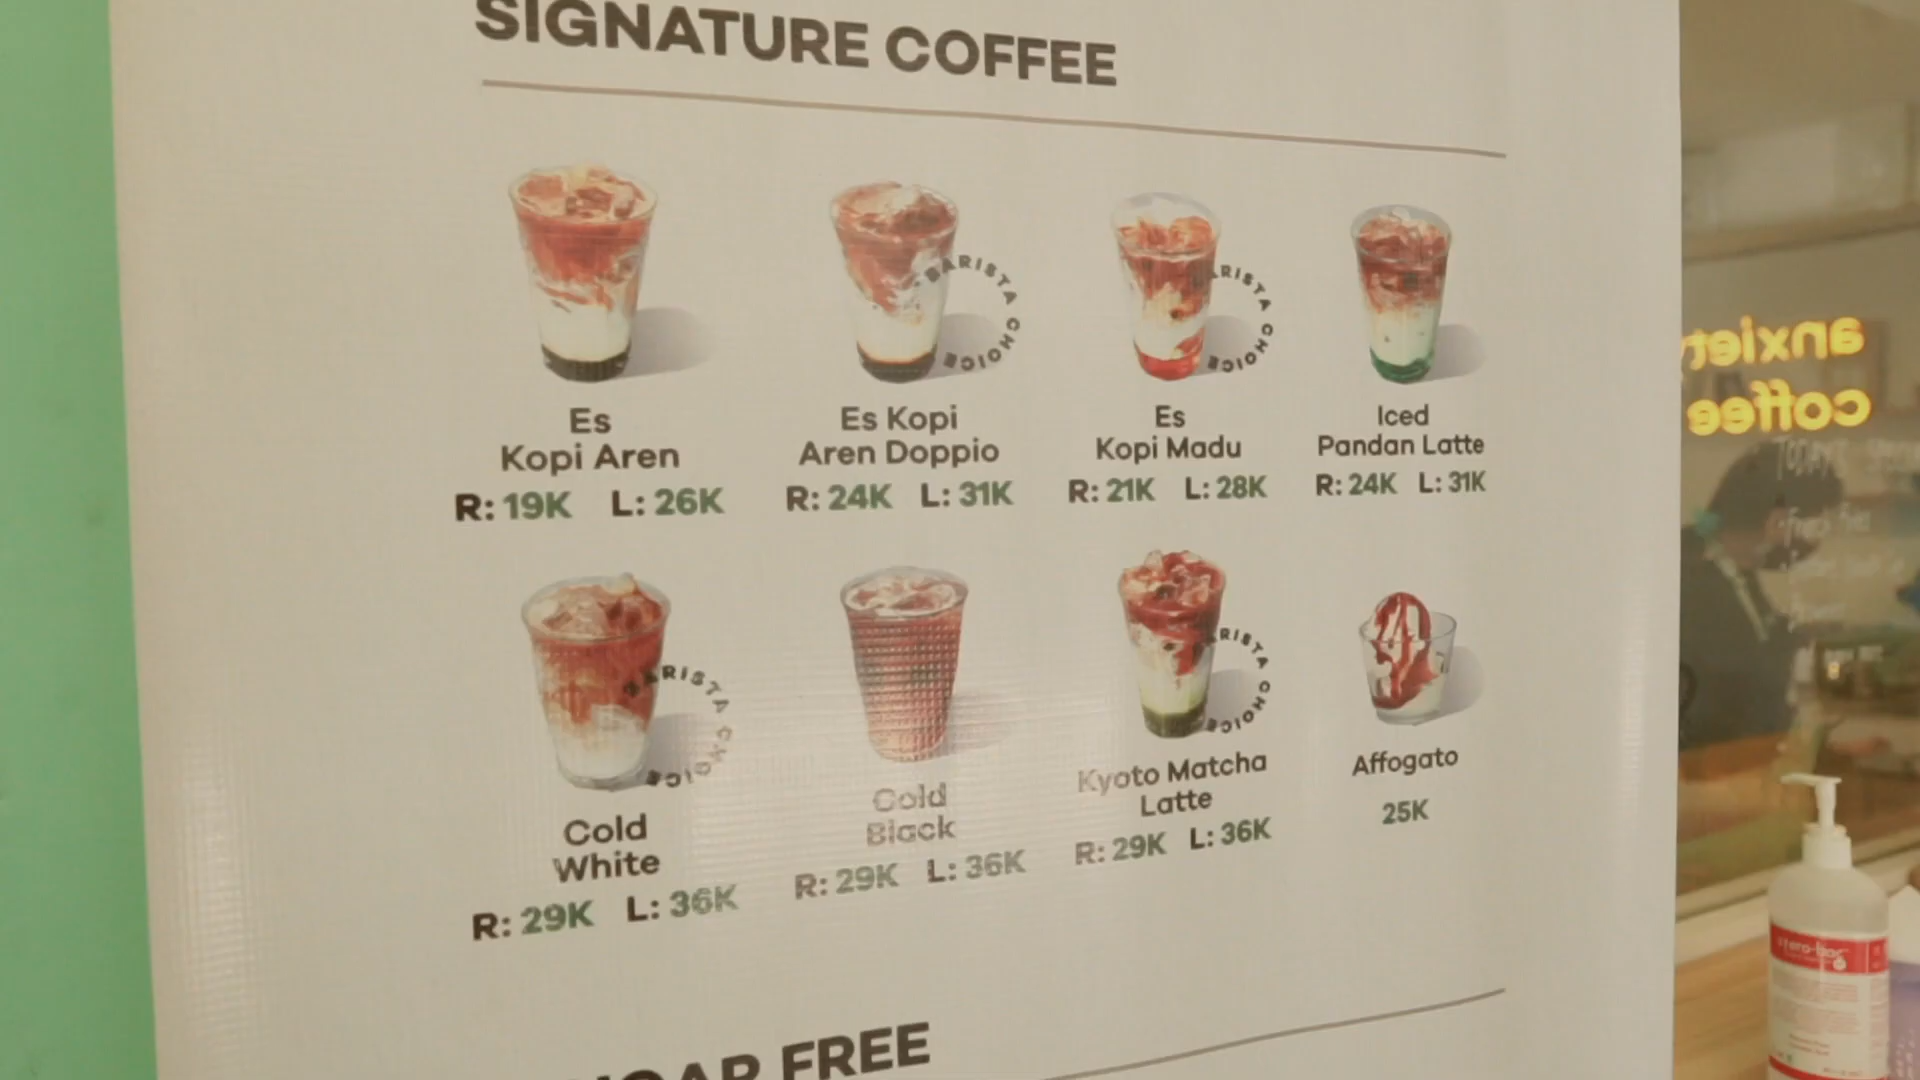 SIGNATURE COFFEE
BARISTA CHOICE
BARISTA CHOICE
Es
Kopi Aren
R: 19K L: 26K
Es Kopi
Aren Doppio
R: 24K L: 31K
Es
Kopi Madu
R: 21K L: 28K
Iced
Pandan Latte
R: 24K L: 31K
BARISTA CHOICE
BARISTA CHOICE
Cold
White
R: 29K L: 36K
Cold
Black
R: 29K L: 36K
Kyoto Matcha
Latte
R: 29K L: 36K
Affogato
25K
FREE
anxiety
coffee